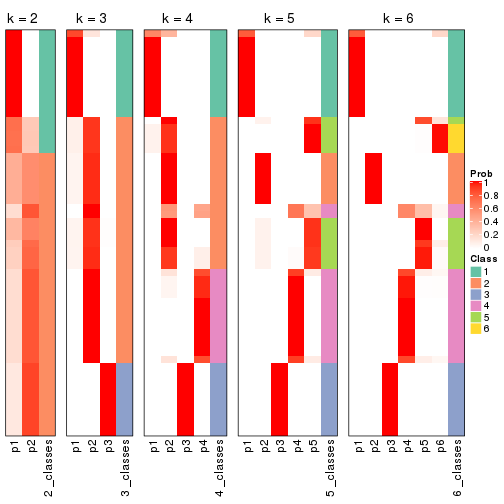 k = 2
k = 3
k = 4
k = 5
k = 6
Prob
1
0.8
0.6
0.4
0.2
0
Class
1
2
3
4
5
6
p1
p2
2_classes
p1
p2
p3
3_classes
p1
p2
p3
p4
4_classes
p1
p2
p3
p4
p5
5_classes
p1
p2
p3
p4
p5
p6
6_classes